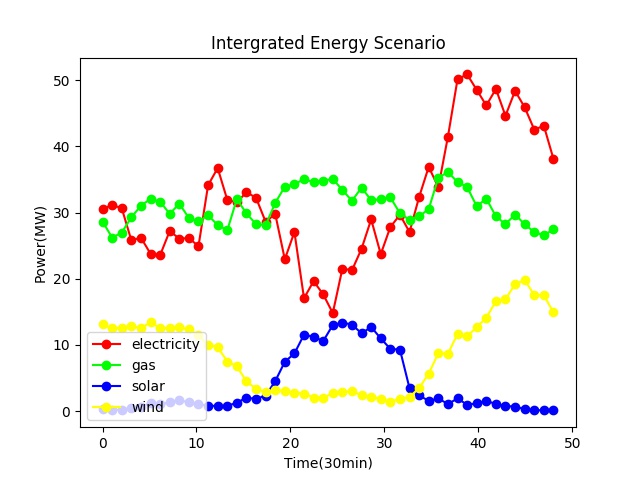 Intergrated Energy Scenario
Power(MW)
50
40
30
20
10
0
electricity
gas
solar
wind
0 10 20 30 40 50
Time(30min)